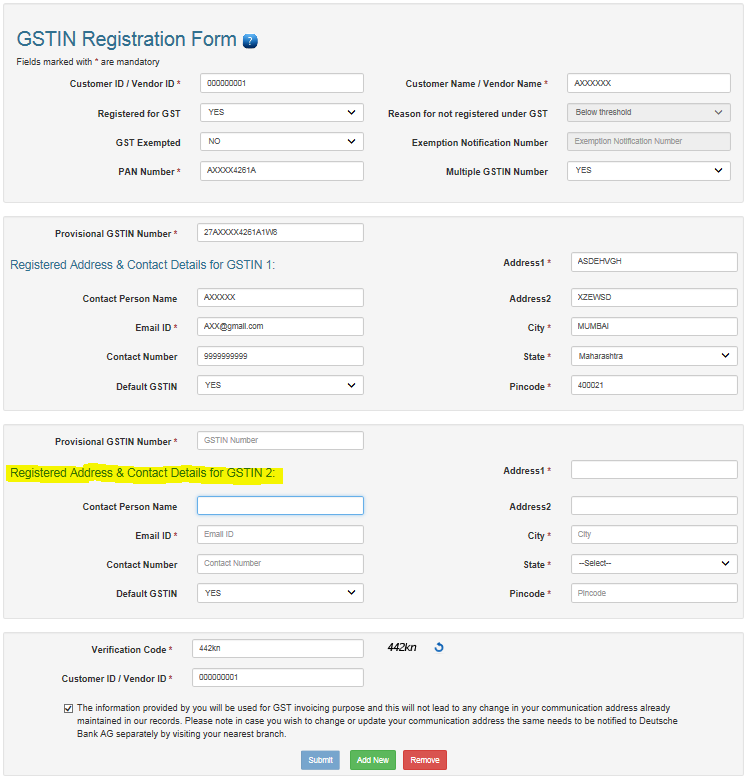 GSTIN Registration Form ?
Fields marked with * are mandatory
Customer ID / Vendor ID * 000000001 Customer Name / Vendor Name * AXXXXXX
Registered for GST YES Reason for not registered under GST Below threshold
GST Exempted NO Exemption Notification Number Exemption Notification Number
PAN Number * AXXXX4261A Multiple GSTIN Number YES
Provisional GSTIN Number * 27AXXXX4261A1W8
Registered Address & Contact Details for GSTIN 1: Address1 * ASDEHVGH
Contact Person Name AXXXXX Address2 XZEWSD
Email ID * AXX@gmail.com City * MUMBAI
Contact Number 9999999999 State * Maharashtra
Default GSTIN YES Pincode * 400021
Provisional GSTIN Number * GSTIN Number
Registered Address & Contact Details for GSTIN 2: Address1 *
Contact Person Name Address2
Email ID * Email ID City * City
Contact Number Contact Number State * --Select--
Default GSTIN YES Pincode * Pincode
Verification Code * 442kn 442kn
Customer ID / Vendor ID * 000000001
The information provided by you will be used for GST invoicing purpose and this will not lead to any change in your communication address already
maintained in our records. Please note in case you wish to change or update your communication address the same needs to be notified to Deutsche
Bank AG separately by visiting your nearest branch.
Submit Add New Remove